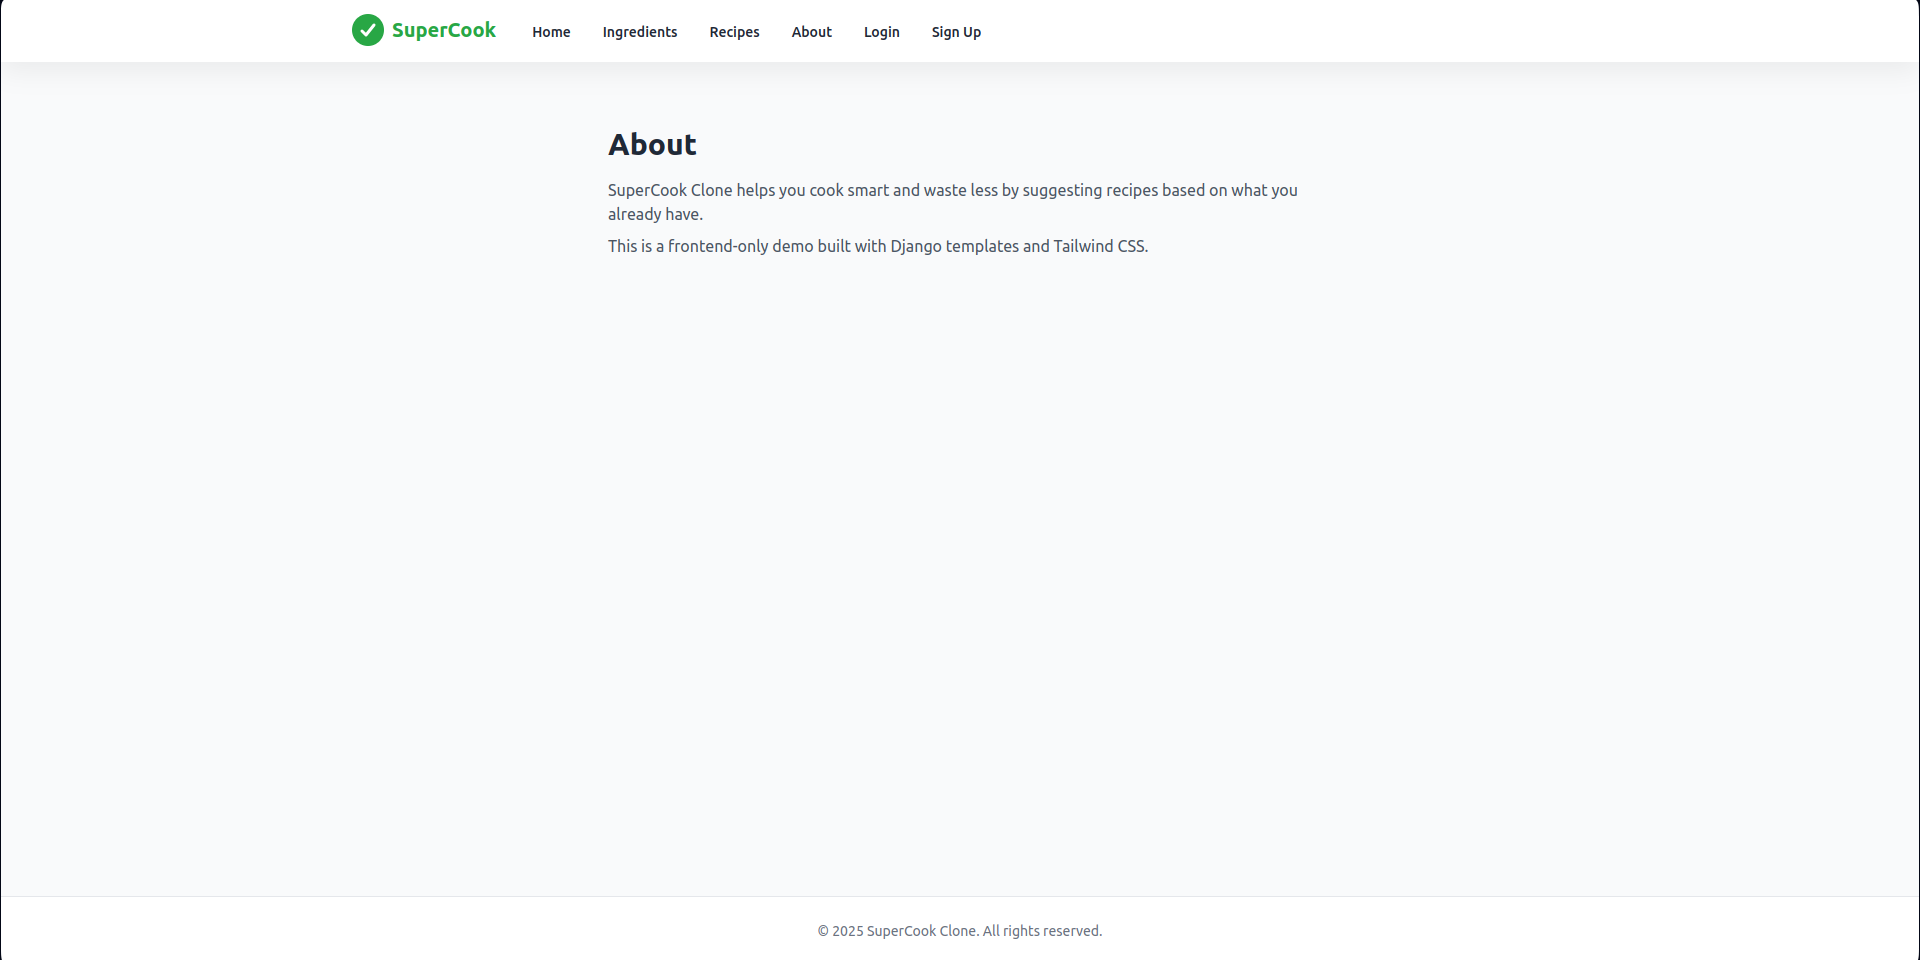 SuperCook
Home
Ingredients
Recipes
About
Login
Sign Up
About
SuperCook Clone helps you cook smart and waste less by suggesting recipes based on what you
already have.
This is a frontend-only demo built with Django templates and Tailwind CSS.
© 2025 SuperCook Clone. All rights reserved.